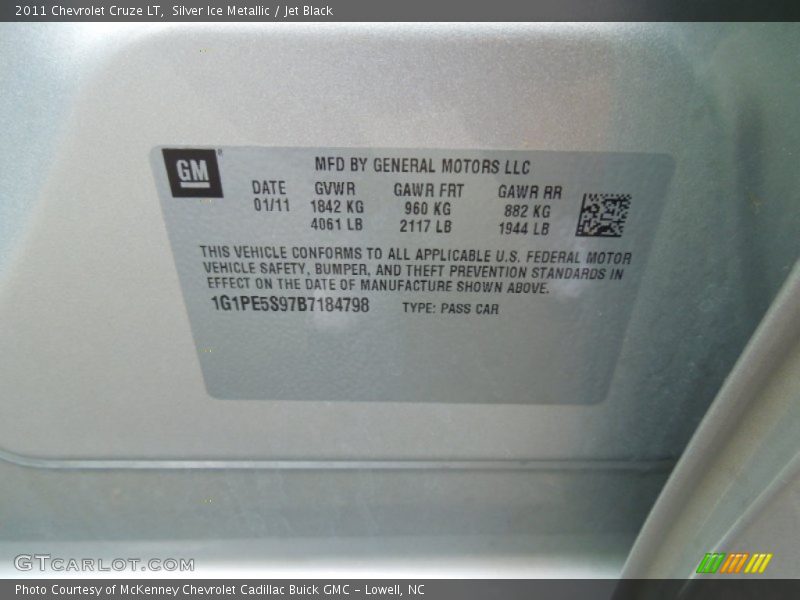 2011 Chevrolet Cruze LT,  Silver Ice Metallic / Jet Black
GM
MFD BY GENERAL MOTORS LLC
DATE GVWR GAWR FRT GAWR RR
01/11 1842 KG 960 KG 882 KG
4061 LB 2117 LB 1944 LB
THIS VEHICLE CONFORMS TO ALL APPLICABLE U.S. FEDERAL MOTOR
VEHICLE SAFETY, BUMPER, AND THEFT PREVENTION STANDARDS IN
EFFECT ON THE DATE OF MANUFACTURE SHOWN ABOVE.
1G1PE5S97B7184798 TYPE: PASS CAR
GTCARLOT.COM
Photo Courtesy of McKenney Chevrolet Cadillac Buick GMC - Lowell, NC